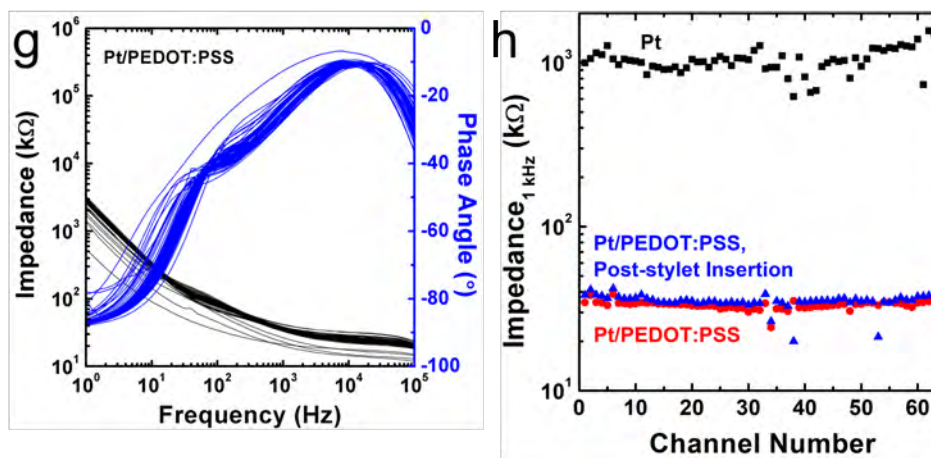 g
Pt/PEDOT:PSS
10⁶
10⁵
10⁴
10³
10²
10¹
Impedance (kΩ)
10⁰ 10¹ 10² 10³ 10⁴ 10⁵
Frequency (Hz)
0
-20
-40
-60
-80
-100
Phase Angle (°)
h
Pt
10³
10²
10¹
Impedance₁ ₖHz (kΩ)
Pt/PEDOT:PSS,
Post-stylet Insertion
Pt/PEDOT:PSS
0 10 20 30 40 50 60
Channel Number